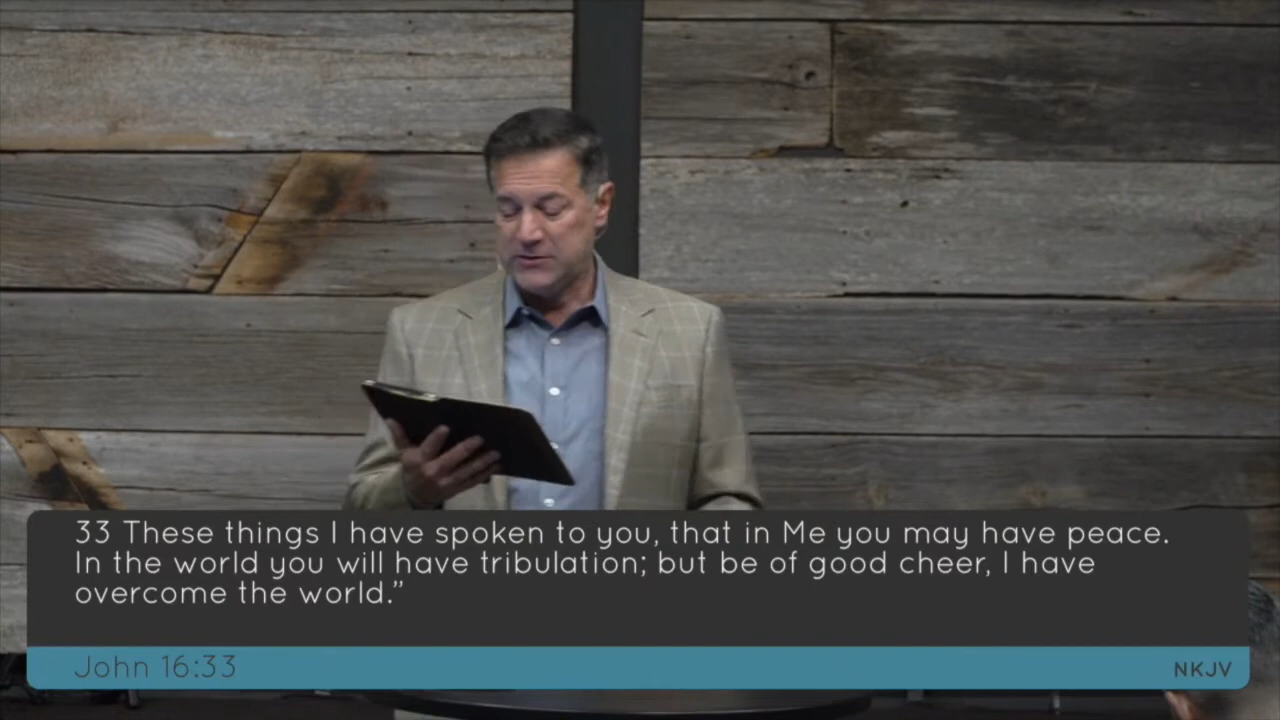 33 These things I have spoken to you, that in Me you may have peace.
In the world you will have tribulation; but be of good cheer, I have
overcome the world.”
John 16:33
NKJV